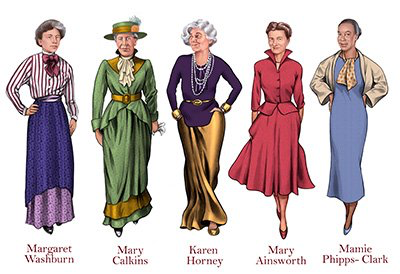 Margaret
Washburn
Mary
Calkins
Karen
Horney
Mary
Ainsworth
Mamie
Phipps- Clark